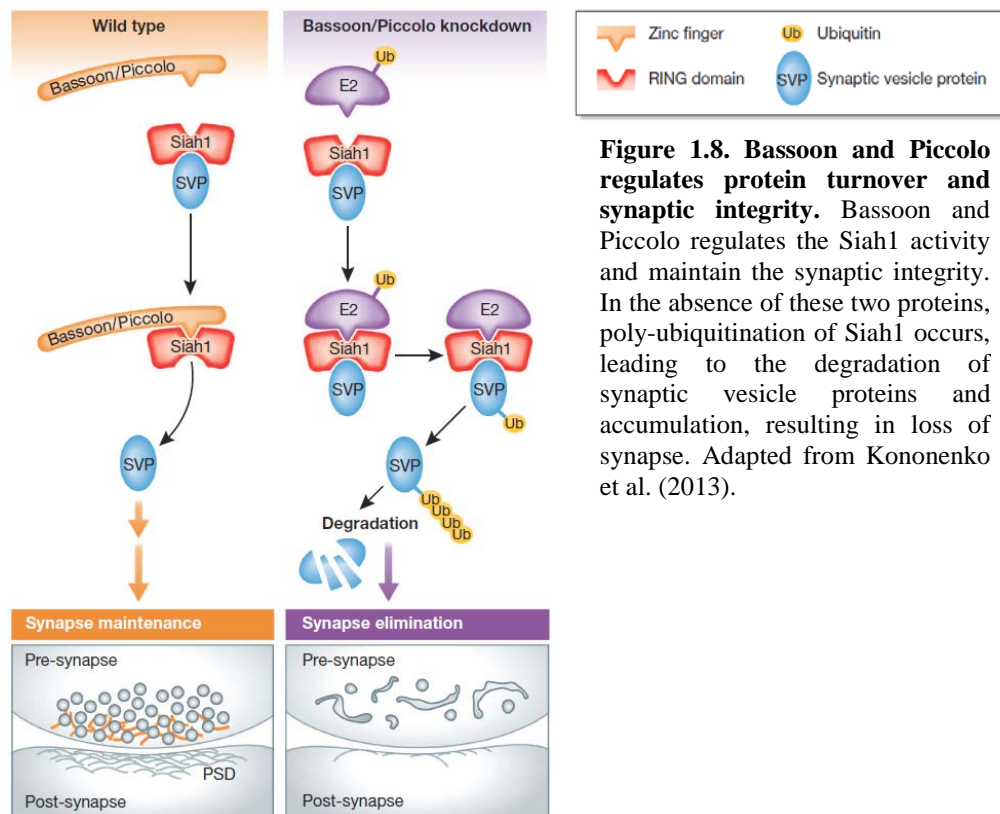 Wild type
Bassoon/Piccolo
Siah1
SVP
Bassoon/Piccolo
Siah1
SVP
Synapse maintenance
Pre-synapse
PSD
Post-synapse
Bassoon/Piccolo knockdown
Ub
E2
Siah1
SVP
Ub
E2
Siah1
SVP
E2
Siah1
SVP
Ub
SVP
Ub
Ub
Ub
Ub
Degradation
Synapse elimination
Pre-synapse
Post-synapse
Zinc finger
Ub Ubiquitin
RING domain
SVP Synaptic vesicle protein
Figure 1.8. Bassoon and Piccolo
regulates protein turnover and
synaptic integrity. Bassoon and
Piccolo regulates the Siah1 activity
and maintain the synaptic integrity.
In the absence of these two proteins,
poly-ubiquitination of Siah1 occurs,
leading to the degradation of
synaptic vesicle proteins and
accumulation, resulting in loss of
synapse. Adapted from Kononenko
et al. (2013).